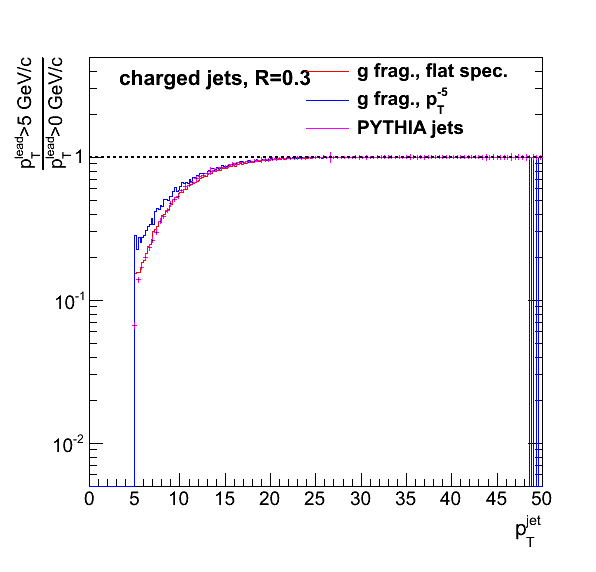 p_T^lead>5 GeV/c
p_T^lead>0 GeV/c
charged jets, R=0.3
g frag., flat spec.
g frag., p_T^-5
PYTHIA jets
1
10^-1
10^-2
0 5 10 15 20 25 30 35 40 45 50
p_T^jet